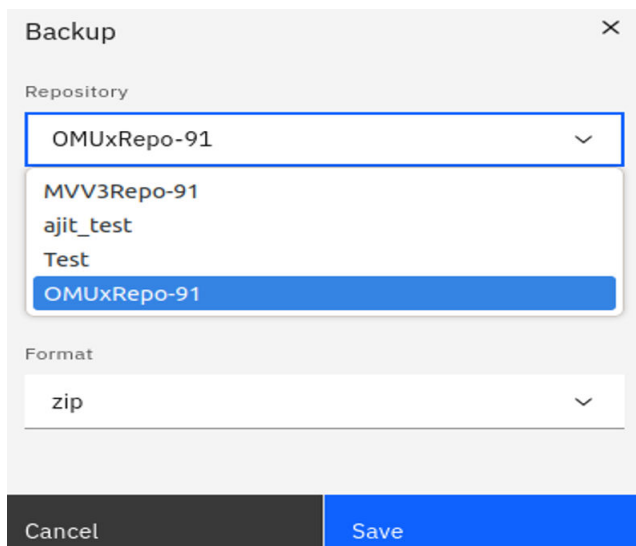 Backup
Repository
OMUxRepo-91
MVV3Repo-91
ajit_test
Test
OMUxRepo-91
Format
zip
Cancel
Save